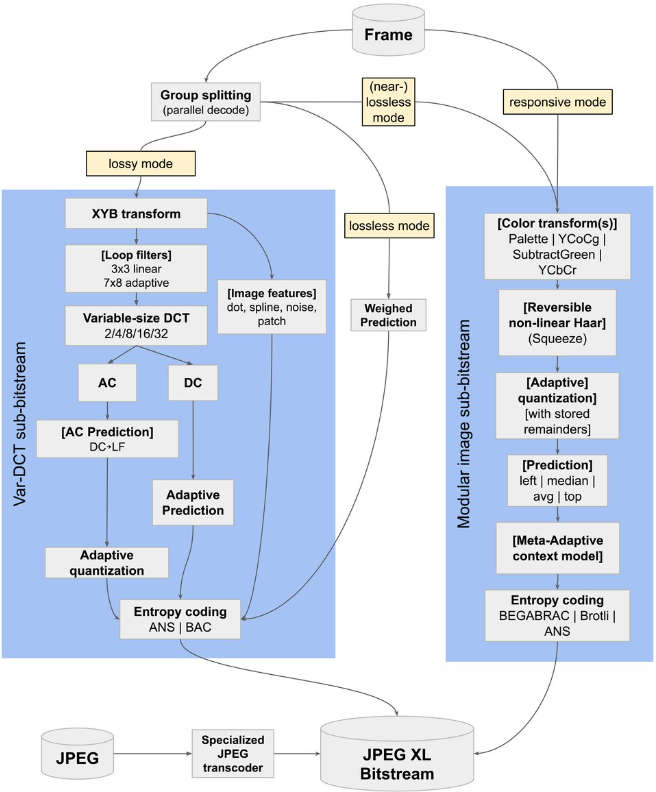 Frame
Group splitting
(parallel decode)
(near-)
lossless
mode
responsive mode
lossy mode
lossless mode
Var-DCT sub-bitstream
XYB transform
[Loop filters]
3x3 linear
7x8 adaptive
[Image features]
dot, spline, noise,
patch
Variable-size DCT
2/4/8/16/32
AC
DC
[AC Prediction]
DC→LF
Adaptive
Prediction
Adaptive
quantization
Entropy coding
ANS | BAC
Weighed
Prediction
Modular image sub-bitstream
[Color transform(s)]
Palette | YCoCg |
SubtractGreen |
YCbCr
[Reversible
non-linear Haar]
(Squeeze)
[Adaptive]
quantization]
[with stored
remainders]
[Prediction]
left | median |
avg | top
[Meta-Adaptive
context model]
Entropy coding
BEGABRAC | Brotli |
ANS
JPEG
Specialized
JPEG
transcoder
JPEG XL
Bitstream